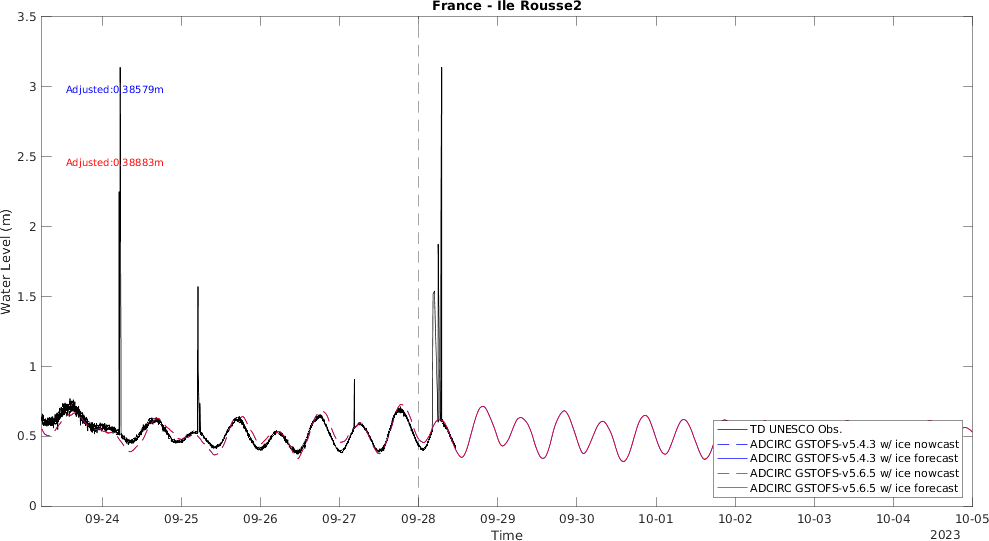 France - Ile Rousse2
3.5
3
2.5
2
1.5
1
0.5
0
Water Level (m)
Adjusted:0.38579m
Adjusted:0.38883m
TD UNESCO Obs.
ADCIRC GSTOFS-v5.4.3 w/ ice nowcast
ADCIRC GSTOFS-v5.4.3 w/ ice forecast
ADCIRC GSTOFS-v5.6.5 w/ ice nowcast
ADCIRC GSTOFS-v5.6.5 w/ ice forecast
09-24 09-25 09-26 09-27 09-28 09-29 09-30 10-01 10-02 10-03 10-04 10-05
Time
2023